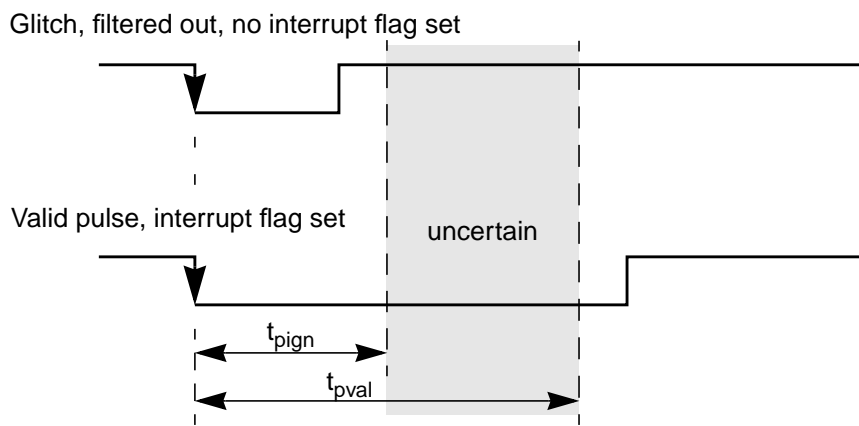 Glitch, filtered out, no interrupt flag set
Valid pulse, interrupt flag set
uncertain
tpign
tpval